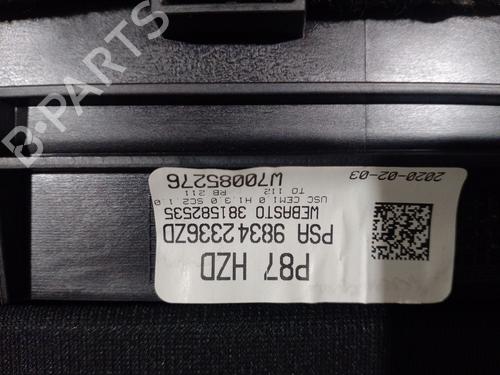 P87 HZD
PSA 98342336ZD
WEBASTO 381582535
USC CEM1.0 H1 3.0 SC2 1.0
TO 112 RB 211
W70085276
2020-02-03
B-PARTS